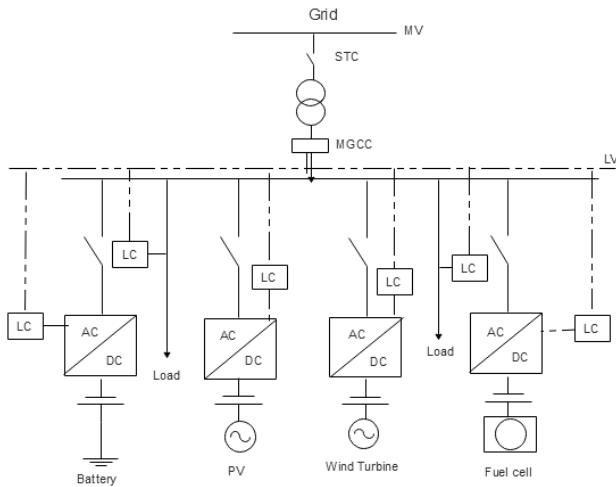 Grid
MV
STC
MGCC
LV
LC
LC
LC
LC
LC
LC
AC
DC
AC
DC
AC
DC
AC
DC
Load
Load
Battery
PV
Wind Turbine
Fuel cell